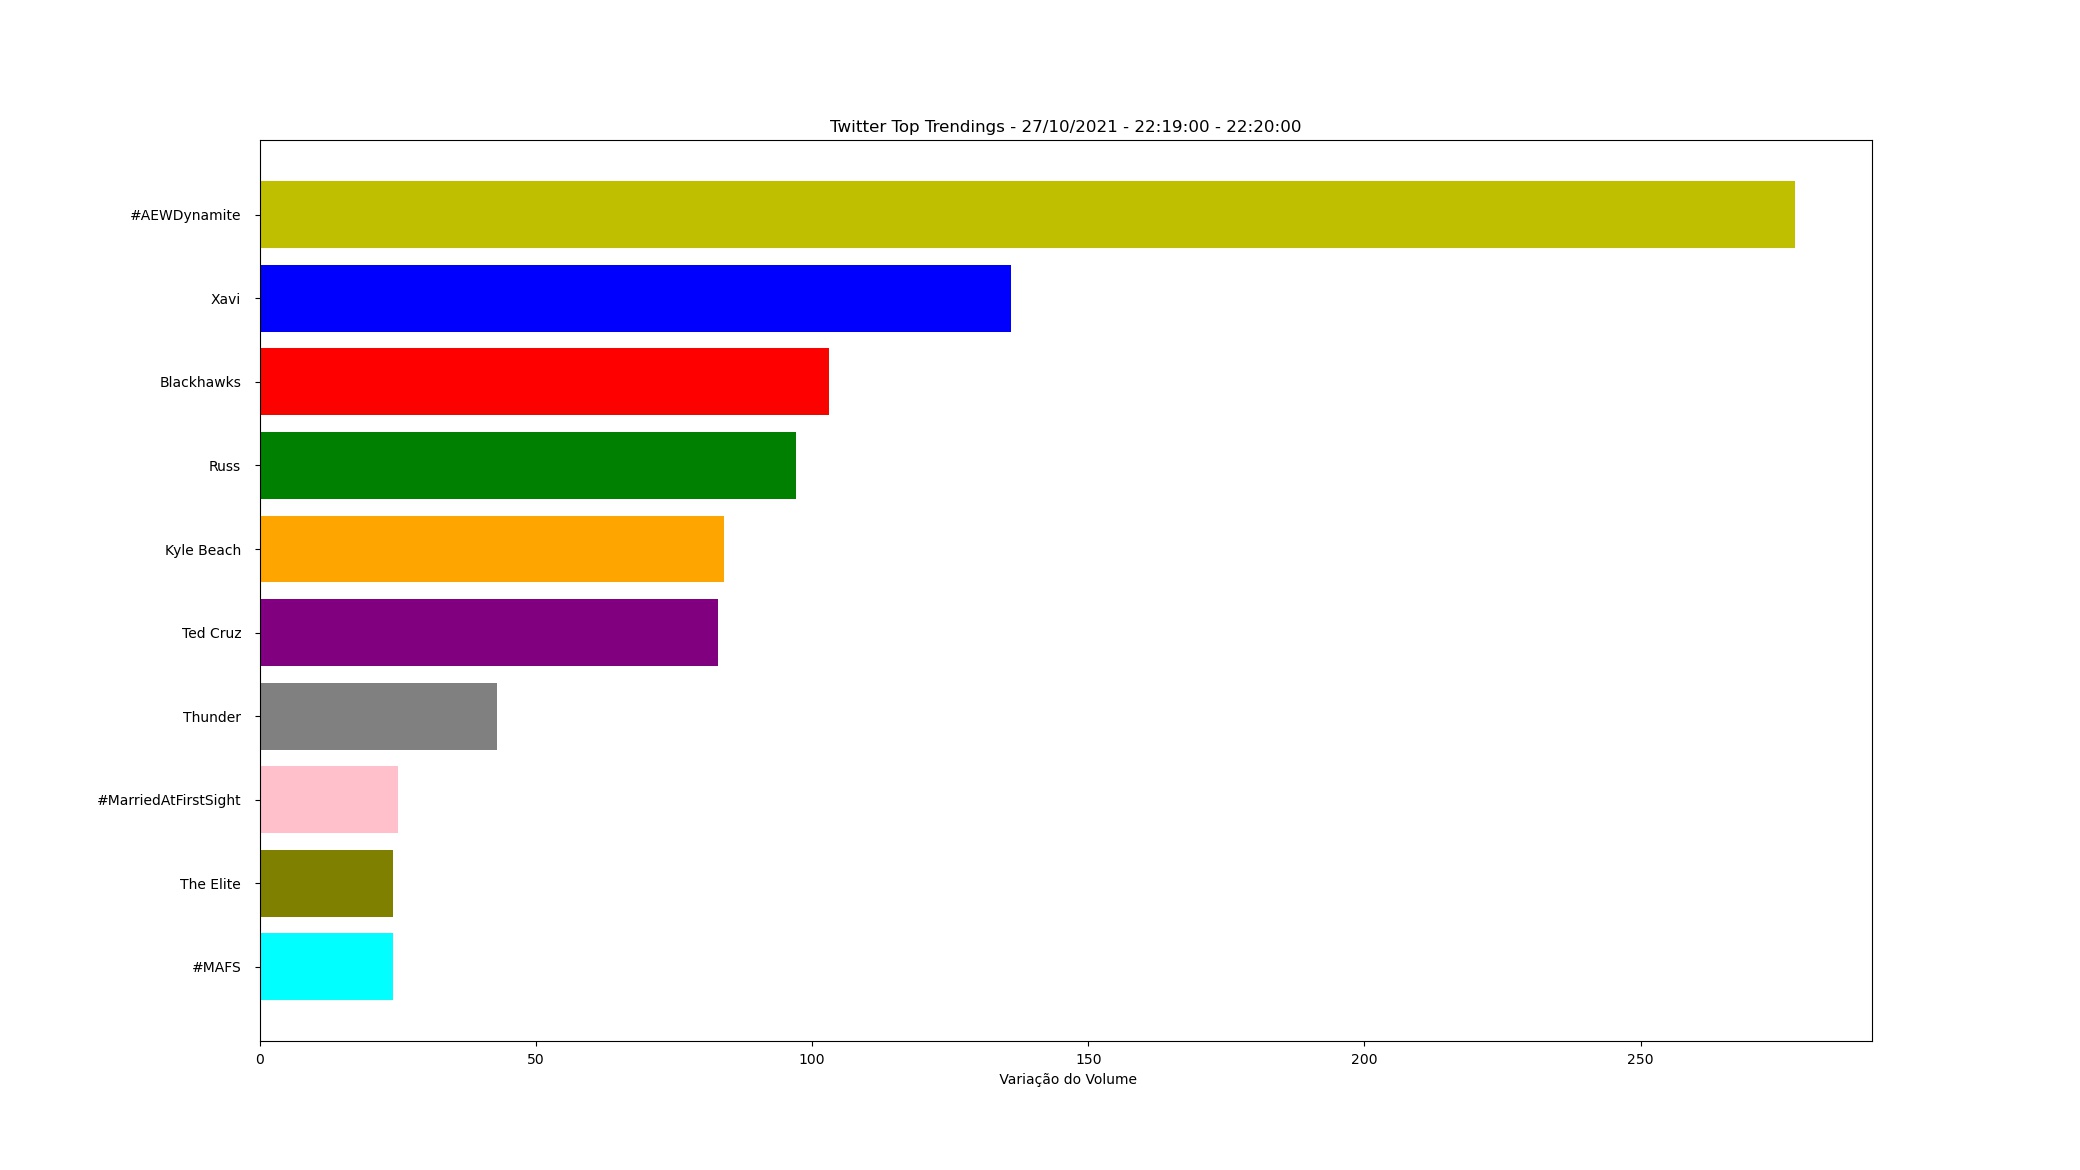 Twitter Top Trendings - 27/10/2021 - 22:19:00 - 22:20:00
#AEWDynamite
Xavi
Blackhawks
Russ
Kyle Beach
Ted Cruz
Thunder
#MarriedAtFirstSight
The Elite
#MAFS
0 50 100 150 200 250
Variação do Volume